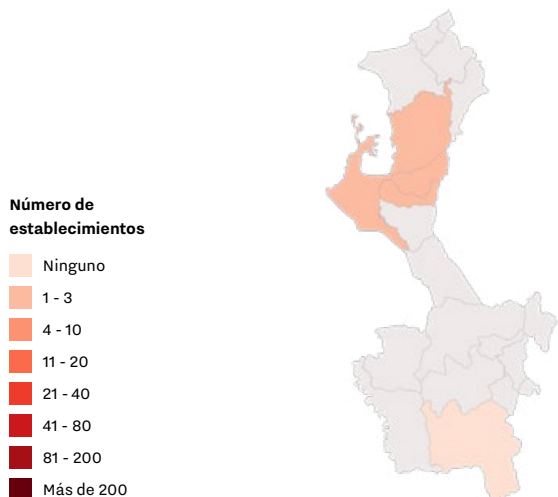 Número de
establecimientos
Ninguno
1 - 3
4 - 10
11 - 20
21 - 40
41 - 80
81 - 200
Más de 200